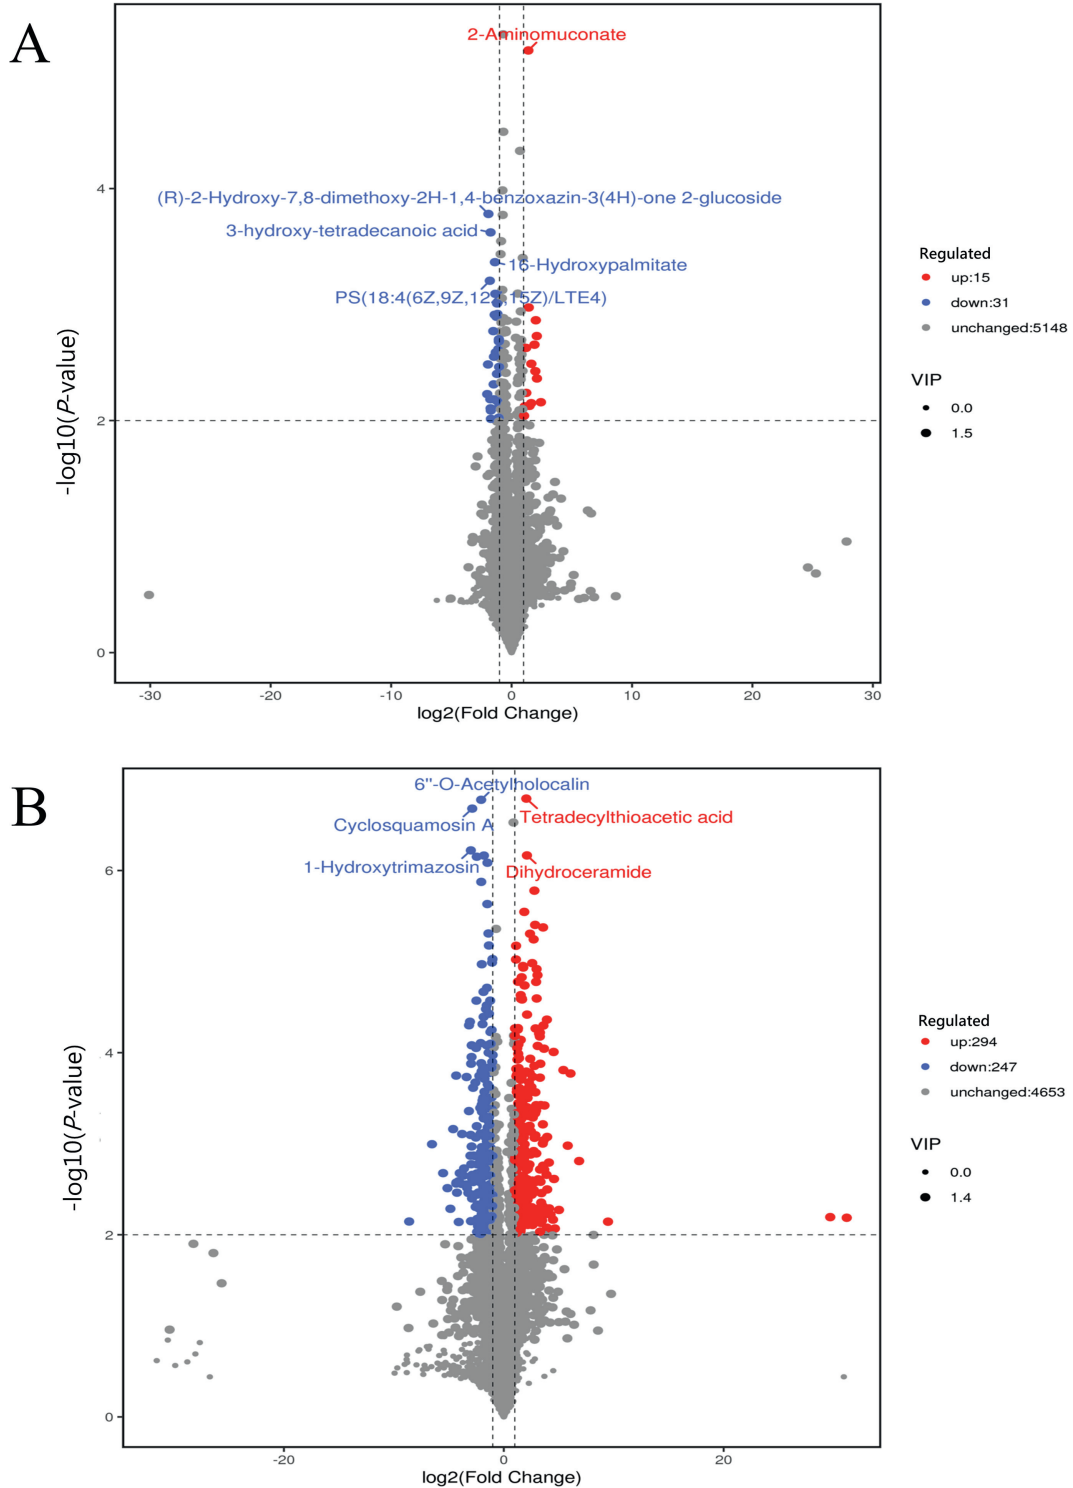 A
2-Aminomuconate
(R)-2-Hydroxy-7,8-dimethoxy-2H-1,4-benzoxazin-3(4H)-one 2-glucoside
3-hydroxy-tetradecanoic acid
16-Hydroxypalmitate
PS(18:4(6Z,9Z,12Z,15Z)/LTE4)
4
2
0
-log10(P-value)
-30
-20
-10
0
10
20
30
log2(Fold Change)
Regulated
up:15
down:31
unchanged:5148
VIP
0.0
1.5
B
6''-O-Acetylholocalin
Tetradecylthioacetic acid
Cyclosquamosin A
1-Hydroxytrimazosin
Dihydroceramide
6
4
2
0
-log10(P-value)
-20
0
20
log2(Fold Change)
Regulated
up:294
down:247
unchanged:4653
VIP
0.0
1.4